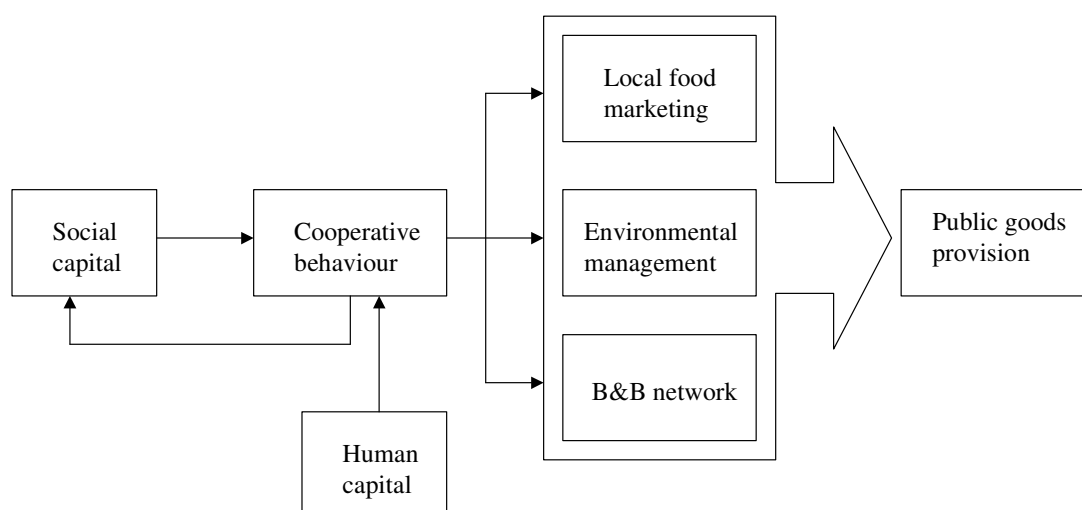 Local food
marketing
Social
capital
Cooperative
behaviour
Environmental
management
Public goods
provision
B&B network
Human
capital